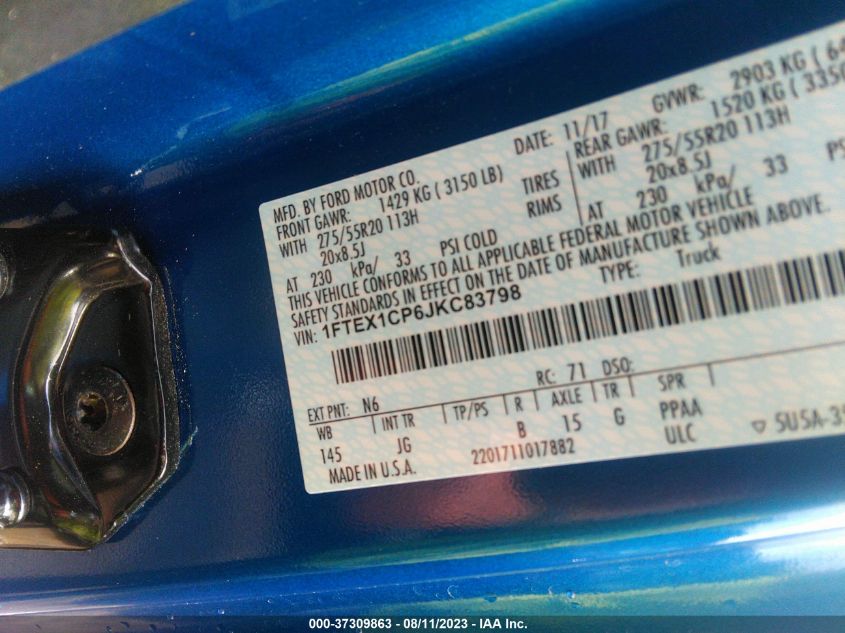 MFD. BY FORD MOTOR CO.
DATE: 11/17
GVWR: 2903 KG ( 64
FRONT GAWR: 1429 KG ( 3150 LB)
REAR GAWR: 1520 KG ( 3350
WITH 275/55R20 113H TIRES
WITH 275/55R20 113H
20x8.5J RIMS
20x8.5J
AT 230 kPa/ 33 PSI COLD
AT 230 kPa/ 33 PS
THIS VEHICLE CONFORMS TO ALL APPLICABLE FEDERAL MOTOR VEHICLE
SAFETY STANDARDS IN EFFECT ON THE DATE OF MANUFACTURE SHOWN ABOVE.
VIN: 1FTEX1CP6JKC83798
TYPE: Truck
EXT PNT: N6 RC: 71 DSO:
WB INT TR TP/PS R AXLE TR SPR
145 JG B 15 G PPAA
MADE IN U.S.A. 2201711017882 ULC
▽ SU5A-
000-37309863 - 08/11/2023 - IAA Inc.